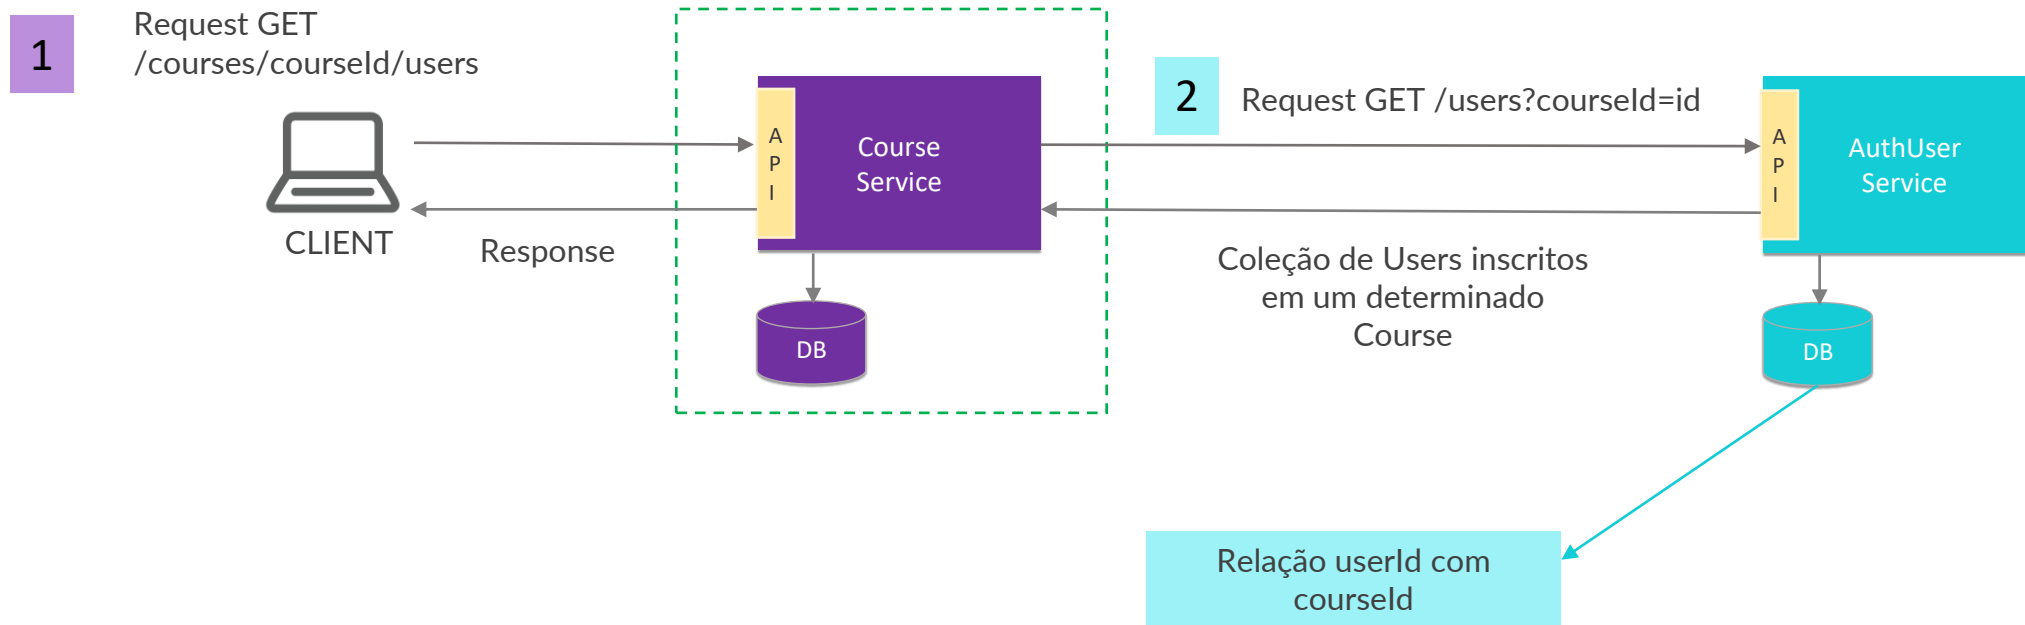 1
Request GET
/courses/courseId/users
CLIENT
Response
A
P
I
Course
Service
DB
2
Request GET /users?courseId=id
Coleção de Users inscritos
em um determinado
Course
A
P
I
AuthUser
Service
DB
Relação userId com
courseId